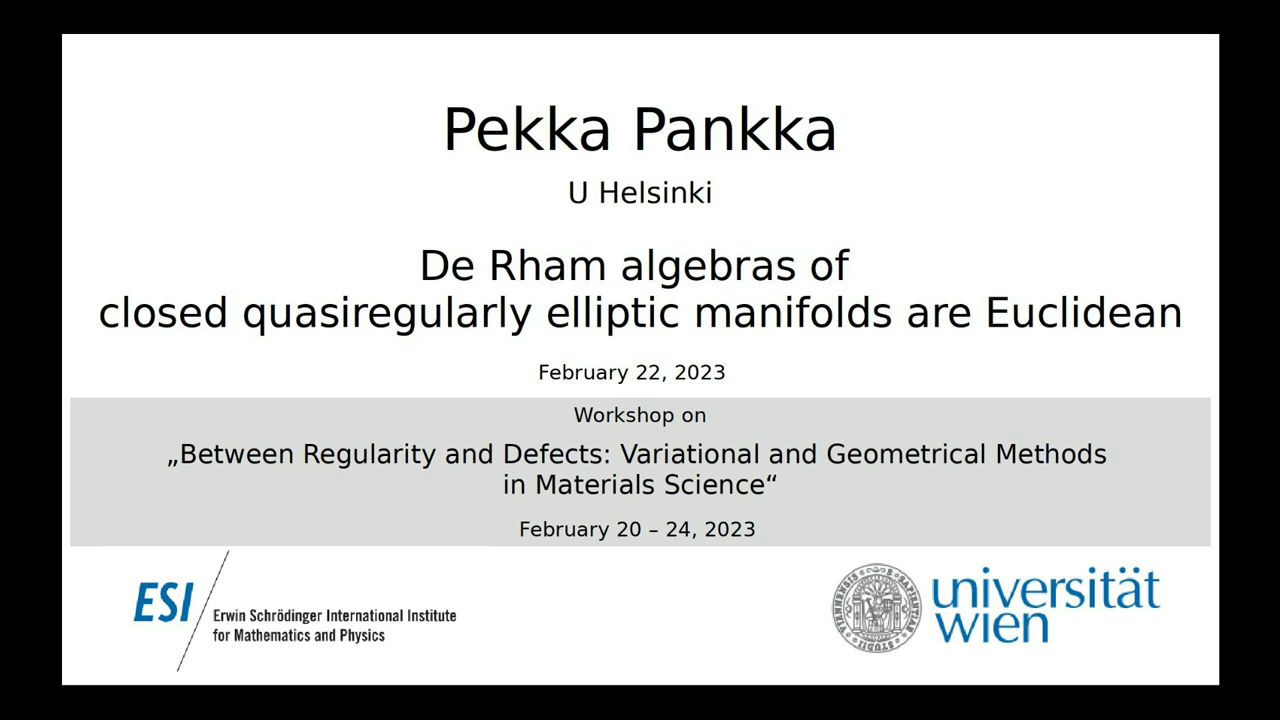 Pekka Pankka
U Helsinki
De Rham algebras of
closed quasiregularly elliptic manifolds are Euclidean
February 22, 2023
Workshop on
„Between Regularity and Defects: Variational and Geometrical Methods
in Materials Science“
February 20 – 24, 2023
ESI
Erwin Schrödinger International Institute
for Mathematics and Physics
universität
wien